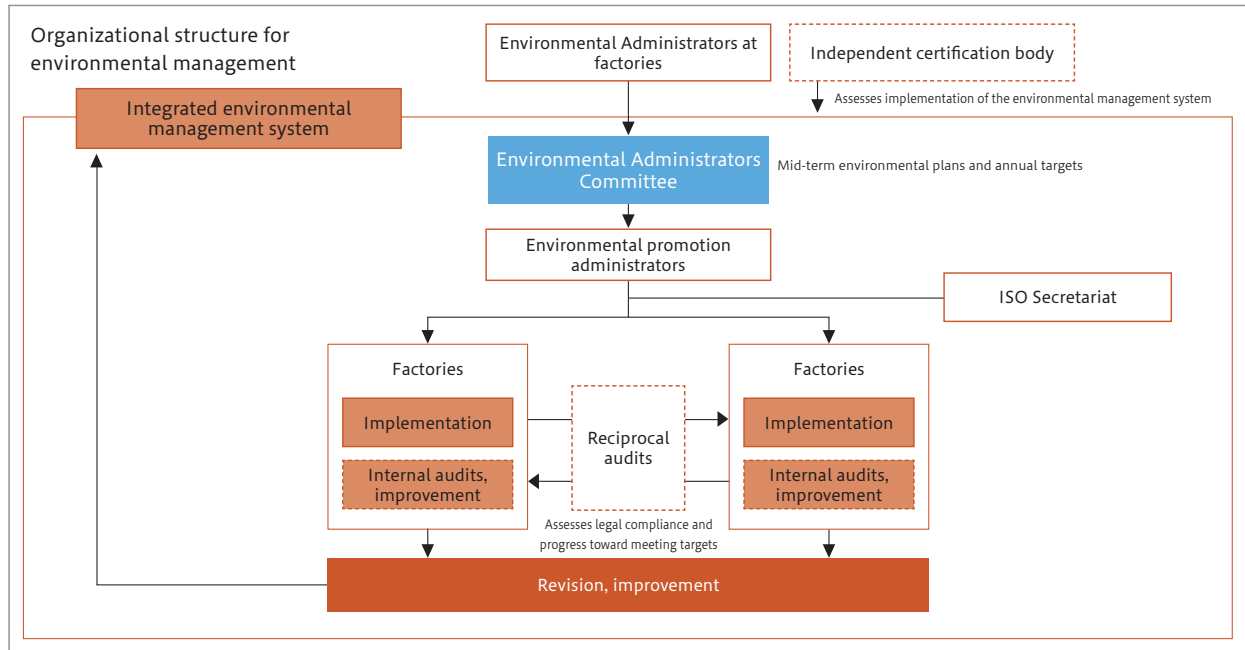 Organizational structure for
environmental management
Environmental Administrators at
factories
Independent certification body
Assesses implementation of the environmental management system
Integrated environmental
management system
Environmental Administrators
Committee
Mid-term environmental plans and annual targets
Environmental promotion
administrators
ISO Secretariat
Factories
Implementation
Internal audits,
improvement
Reciprocal
audits
Factories
Implementation
Internal audits,
improvement
Assesses legal compliance and
progress toward meeting targets
Revision, improvement